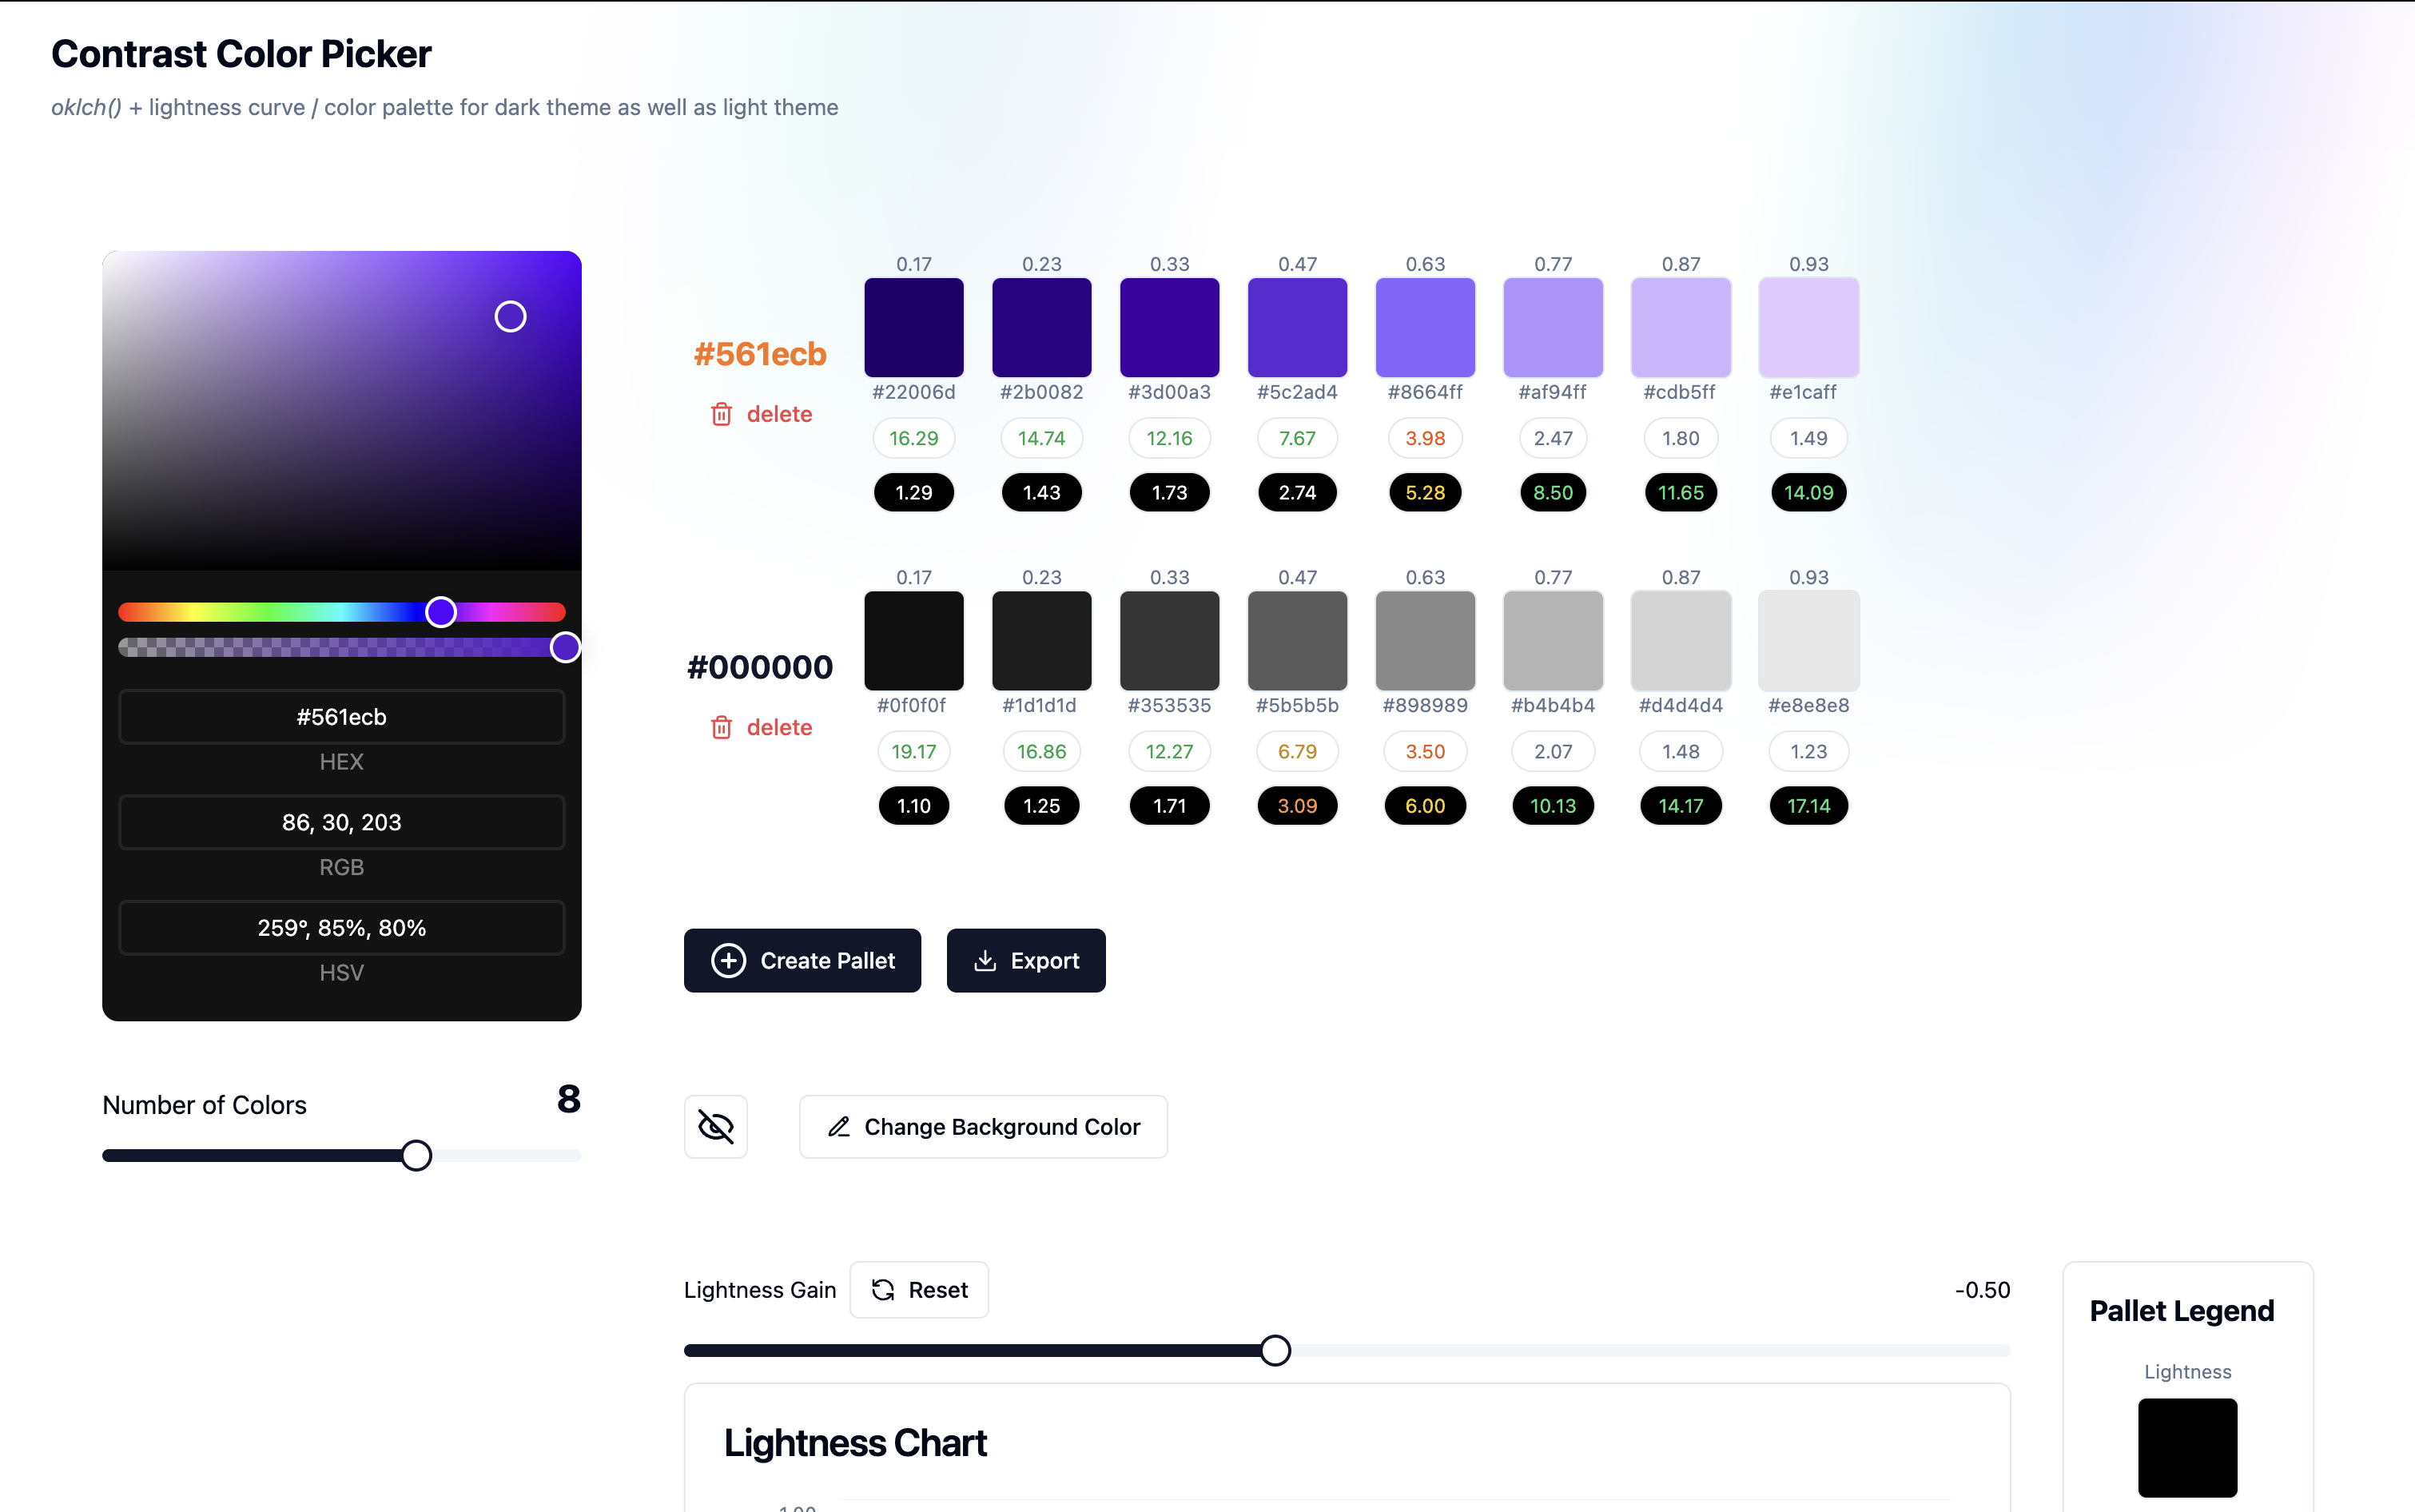 Contrast Color Picker
oklch() + lightness curve / color palette for dark theme as well as light theme
#561ecb
HEX
86, 30, 203
RGB
259°, 85%, 80%
HSV
Number of Colors
8
0.17 0.23 0.33 0.47 0.63 0.77 0.87 0.93
#561ecb
delete
#22006d #2b0082 #3d00a3 #5c2ad4 #8664ff #af94ff #cdb5ff #e1caff
16.29 14.74 12.16 7.67 3.98 2.47 1.80 1.49
1.29 1.43 1.73 2.74 5.28 8.50 11.65 14.09
0.17 0.23 0.33 0.47 0.63 0.77 0.87 0.93
#000000
delete
#0f0f0f #1d1d1d #353535 #5b5b5b #898989 #b4b4b4 #d4d4d4 #e8e8e8
19.17 16.86 12.27 6.79 3.50 2.07 1.48 1.23
1.10 1.25 1.71 3.09 6.00 10.13 14.17 17.14
Create Pallet
Export
Change Background Color
Lightness Gain
Reset
-0.50
Lightness Chart
1.00
Pallet Legend
Lightness